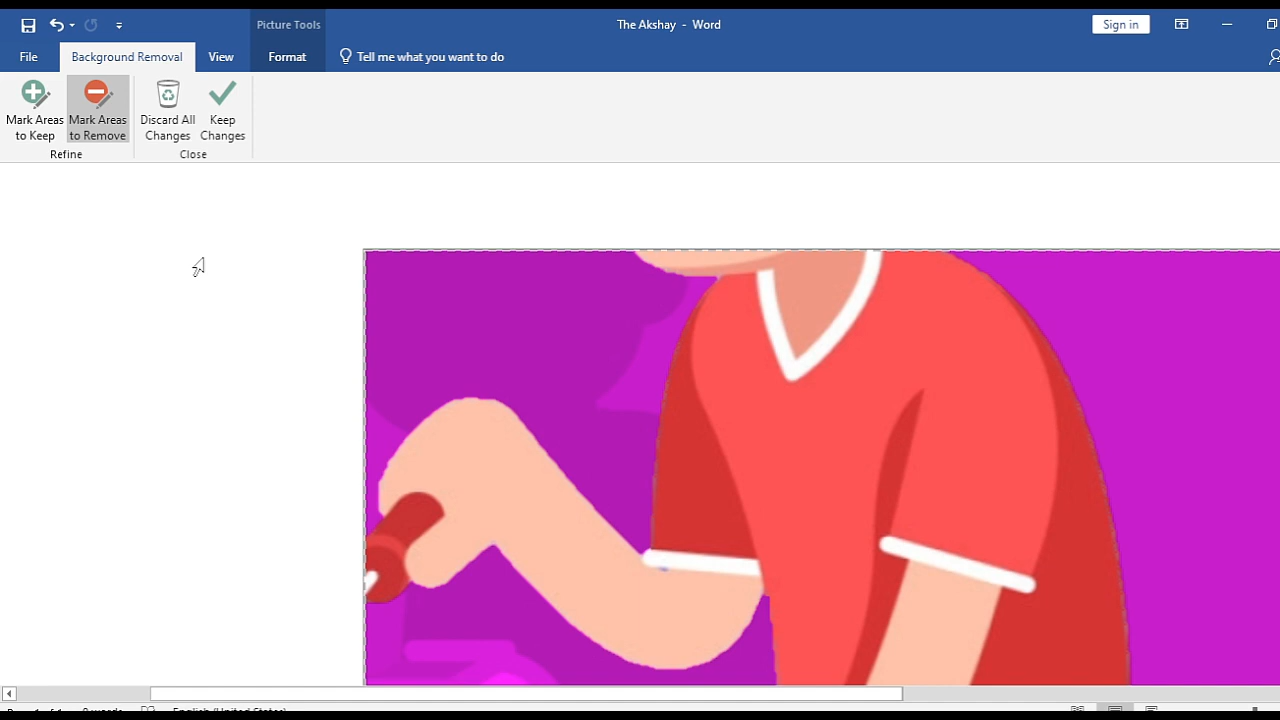 Picture Tools
The Akshay - Word
Sign in
File
Background Removal
View
Format
Tell me what you want to do
Mark Areas
to Keep
Mark Areas
to Remove
Discard All
Changes
Keep
Changes
Refine
Close
English (United States)